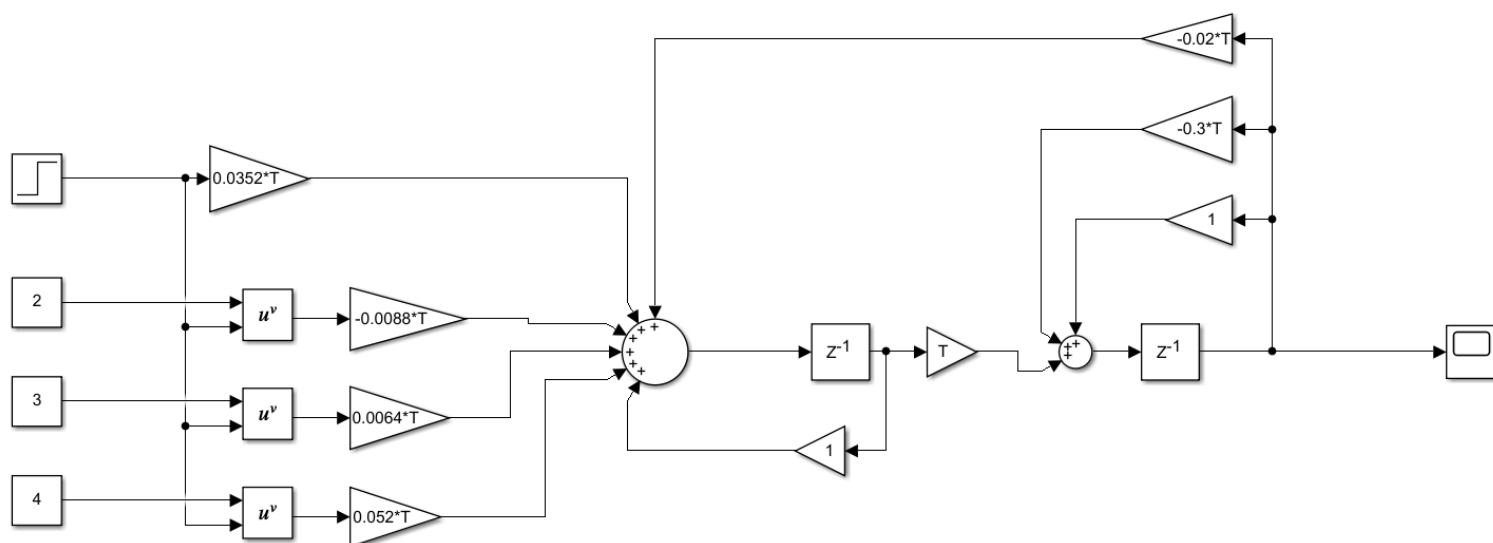 -0.02*T
-0.3*T
0.0352*T
1
2
u^v
-0.0088*T
+ + +
+
+
+
Z^-1
T
+ +
+
Z^-1
3
u^v
0.0064*T
1
4
u^v
0.052*T